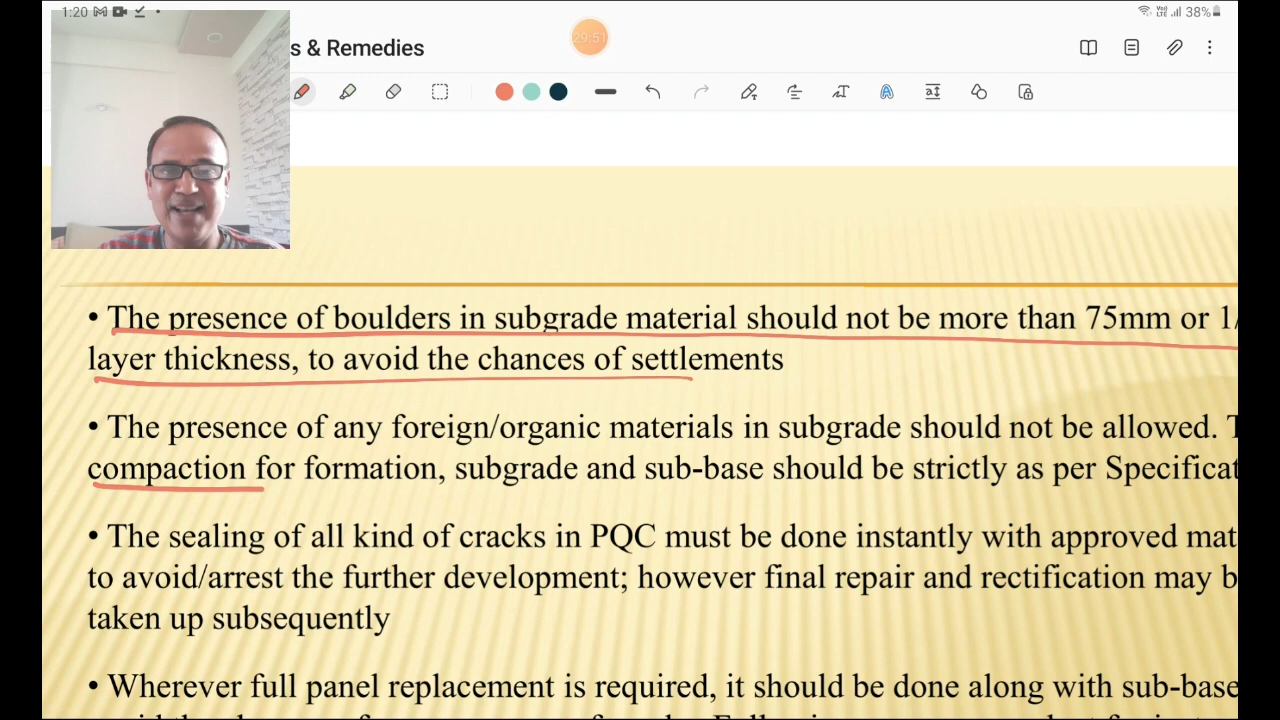 1:20
38%
s & Remedies
29:51
• The presence of boulders in subgrade material should not be more than 75mm or
layer thickness, to avoid the chances of settlements
• The presence of any foreign/organic materials in subgrade should not be allowed.
compaction for formation, subgrade and sub-base should be strictly as per
• The sealing of all kind of cracks in PQC must be done instantly with approved
to avoid/arrest the further development; however final repair and rectification may
taken up subsequently
• Wherever full panel replacement is required, it should be done along with sub-base